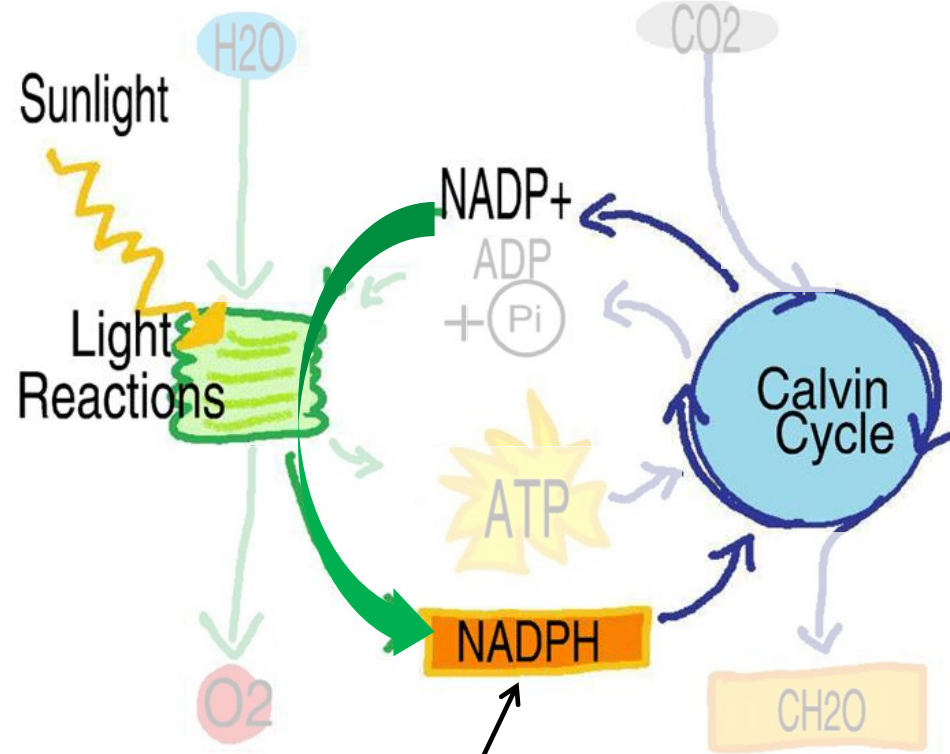 H2O
CO2
Sunlight
NADP+
ADP
+ Pi
Light
Reactions
Calvin
Cycle
ATP
NADPH
O2
CH2O